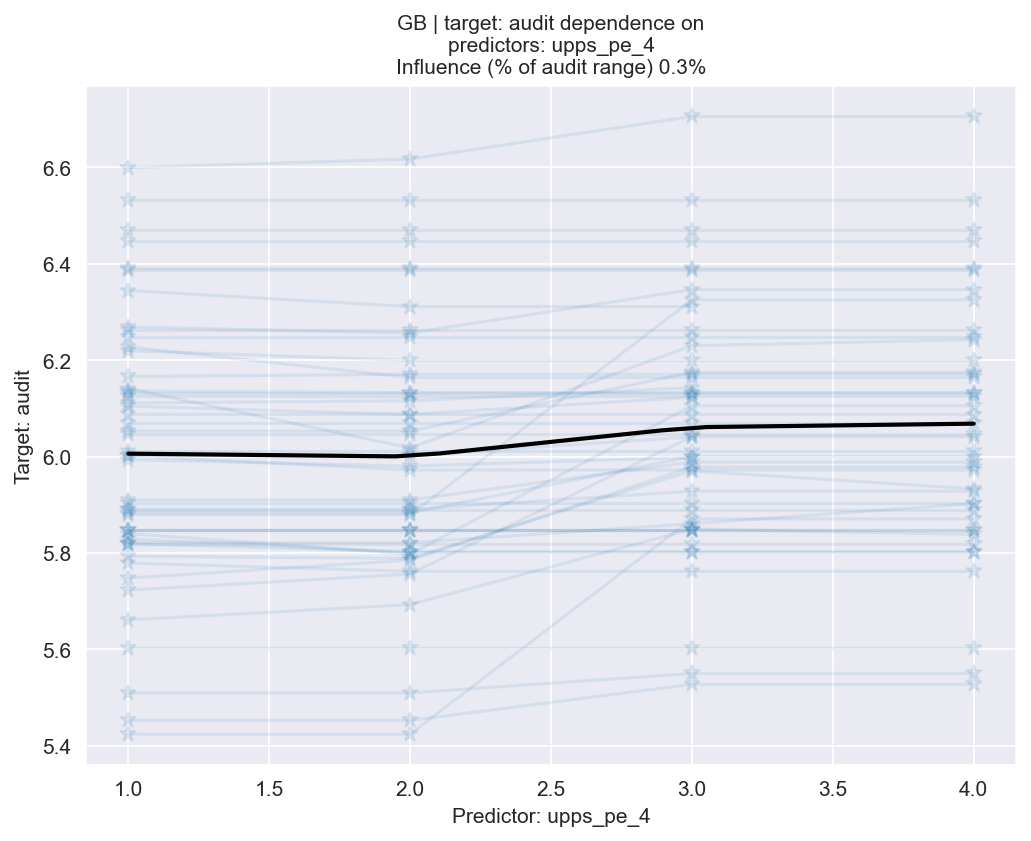 GB | target: audit dependence on
predictors: upps_pe_4
Influence (% of audit range) 0.3%
Target: audit
6.6
6.4
6.2
6.0
5.8
5.6
5.4
1.0 1.5 2.0 2.5 3.0 3.5 4.0
Predictor: upps_pe_4